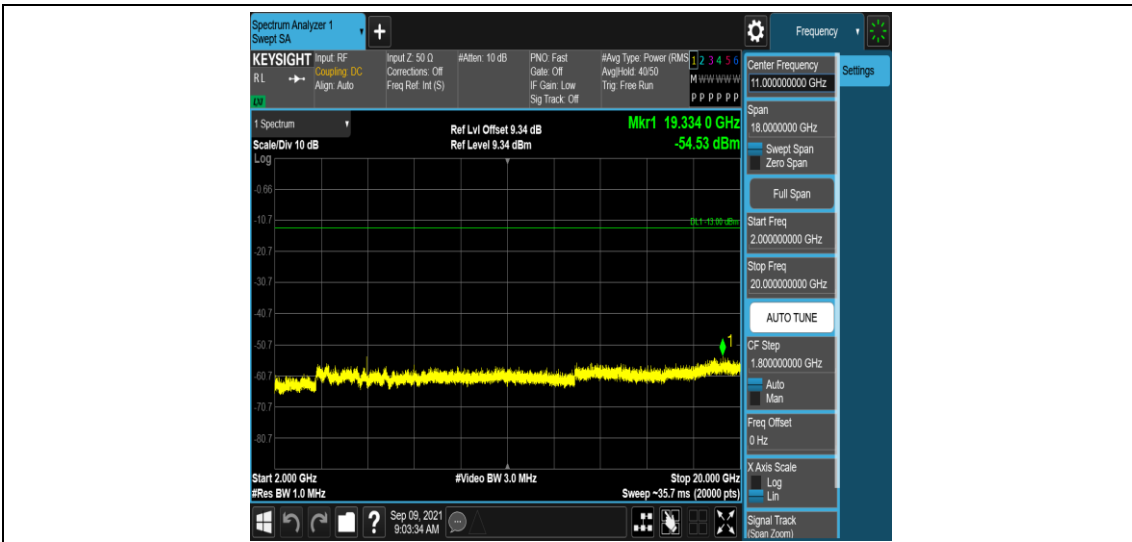 Spectrum Analyzer 1
Swept SA
+
Frequency
KEYSIGHT
R L
Input: RF
Coupling: DC
Align: Auto
Input Z: 50 Ω
Corrections: Off
Freq Ref: Int (S)
#Atten: 10 dB
PNO: Fast
Gate: Off
IF Gain: Low
Sig Track: Off
#Avg Type: Power (RMS
Avg|Hold: 40/50
Trig: Free Run
1 2 3 4 5 6
M W W W W W
P P P P P P
Center Frequency
11.000000000 GHz
Settings
Span
18.0000000 GHz
Swept Span
Zero Span
Full Span
Start Freq
2.000000000 GHz
Stop Freq
20.000000000 GHz
AUTO TUNE
CF Step
1.800000000 GHz
Auto
Man
Freq Offset
0 Hz
X Axis Scale
Log
Lin
Signal Track
(Span Zoom)
1 Spectrum
Scale/Div 10 dB
Log
Ref Lvl Offset 9.34 dB
Ref Level 9.34 dBm
Mkr1 19.334 0 GHz
-54.53 dBm
-0.66
-10.7
DL1 -13.00 dBm
-20.7
-30.7
-40.7
-50.7
1
-60.7
-70.7
-80.7
Start 2.000 GHz
#Video BW 3.0 MHz
Stop 20.000 GHz
#Res BW 1.0 MHz
Sweep ~35.7 ms (20000 pts)
?
Sep 09, 2021
9:03:34 AM